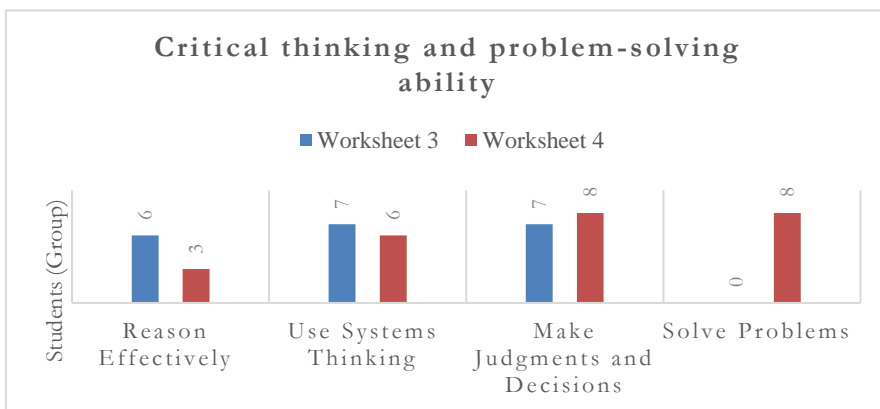 Critical thinking and problem-solving
ability
Worksheet 3 Worksheet 4
Students (Group)
6 3 7 6 7 8 0 8
Reason
Effectively
Use Systems
Thinking
Make
Judgments and
Decisions
Solve Problems